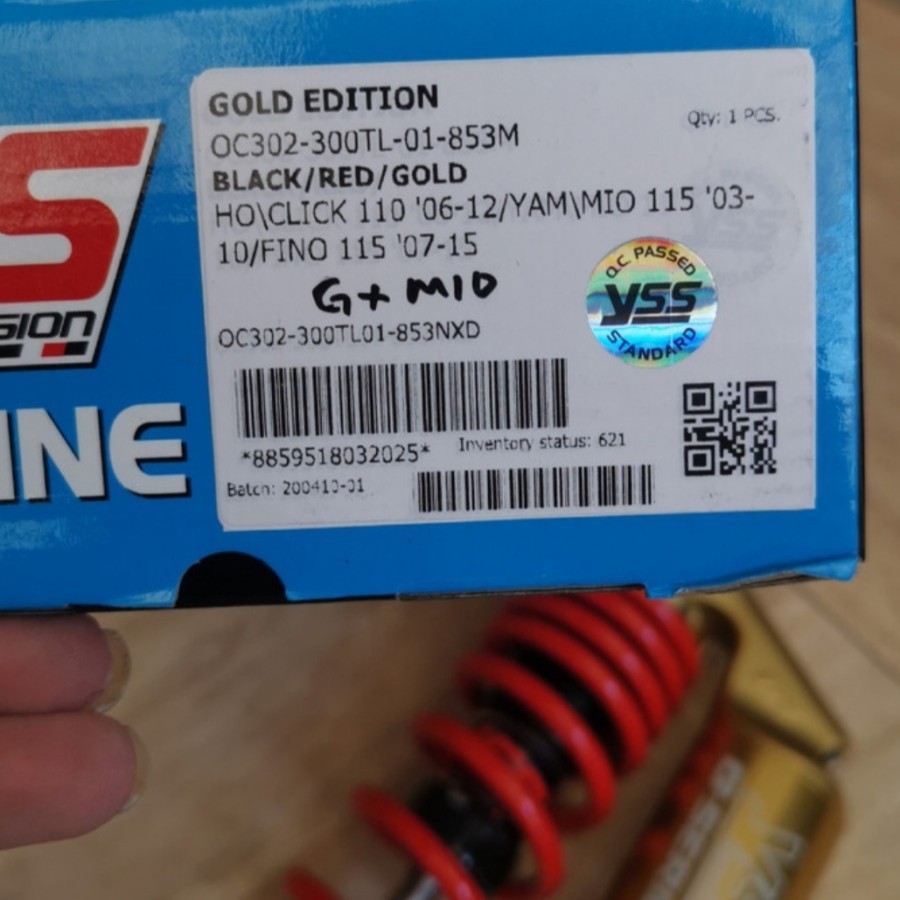 GOLD EDITION
Qty: 1 PCS.
OC302-300TL-01-853M
BLACK/RED/GOLD
HO\CLICK 110 '06-12/YAM\MIO 115 '03-
10/FINO 115 '07-15
G+ MIO
OC302-300TL01-853NXD
Q.C. PASSED
YSS
STANDARD
*8859518032025*
Inventory status: 621
Batch: 200410-01
S
sion
INE